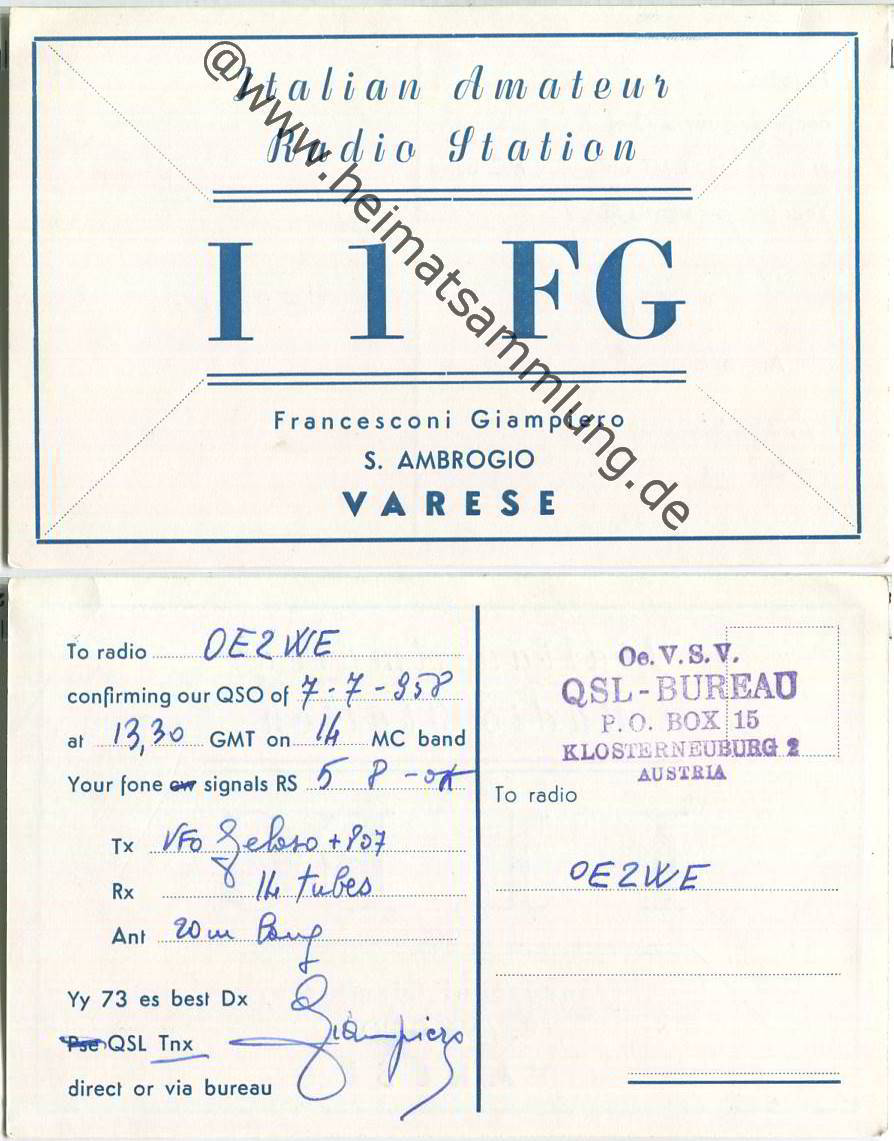 Italian Amateur
Radio Station
I 1 FG
Francesconi Giampiero
S. AMBROGIO
VARESE
@www.heimatsammlung.de
To radio OE2WE
confirming our QSO of 7-7-958
at 13,30 GMT on 14 MC band
Your fone cw signals RS 5 8 -ok
Tx VFO Geloso + 807
Rx 14 tubes
Ant 20m Long
Yy 73 es best Dx
Pse QSL Tnx
Giampiero
direct or via bureau
Oe. V. S. V.
QSL-BUREAU
P.O. BOX 15
KLOSTERNEUBURG 2
AUSTRIA
To radio
OE2WE